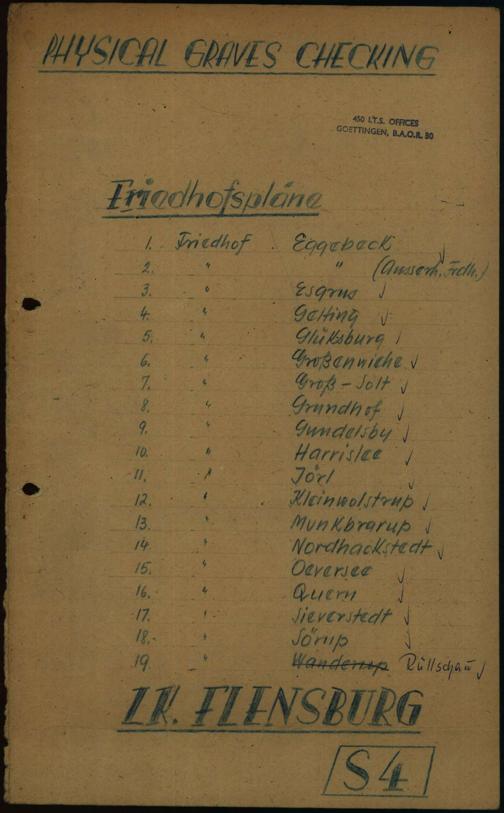 PHYSICAL GRAVES CHECKING
450 I.T.S. OFFICES
GOETTINGEN, B.A.O.R. 30
Friedhofspläne
1. Friedhof Eggebeck ✓
2. " " (Ausserh. Frdh.)
3. " Esgrus ✓
4. " Gelting ✓
5. " Glüksburg ✓
6. " Großenwiehe ✓
7. " Groß-Solt ✓
8. " Grundhof ✓
9. " Gundelsby ✓
10. " Harrislee ✓
11. " Jörl ✓
12. " Kleinwolstrup ✓
13. " Munkbrarup ✓
14. " Nordhackstedt ✓
15. " Oeversee ✓
16. " Quern ✓
17. " Sieverstedt ✓
18. " Sörup ✓
19. " Wanderup Rüllschau ✓
LK. FLENSBURG
S4